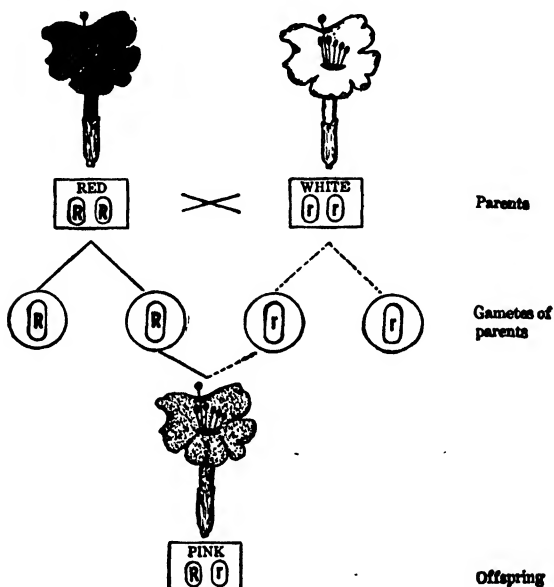 RED
R R
WHITE
r r
Parents
R
R
r
r
Gametes of
parents
PINK
R r
Offspring